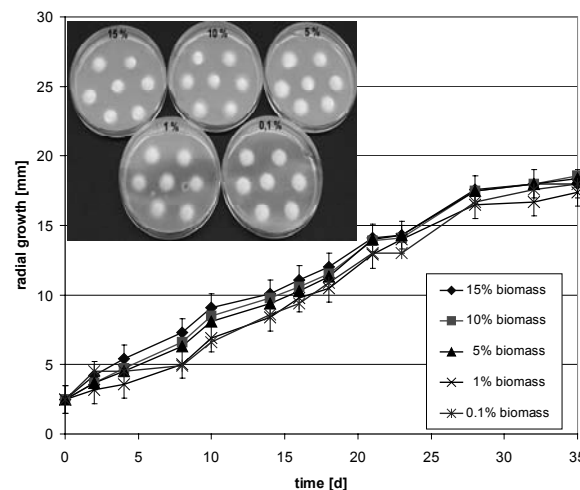 30
25
20
15
10
5
0
radial growth [mm]
15 %
10 %
5 %
1 %
0,1 %
15% biomass
10% biomass
5% biomass
1% biomass
0.1% biomass
0 5 10 15 20 25 30 35
time [d]